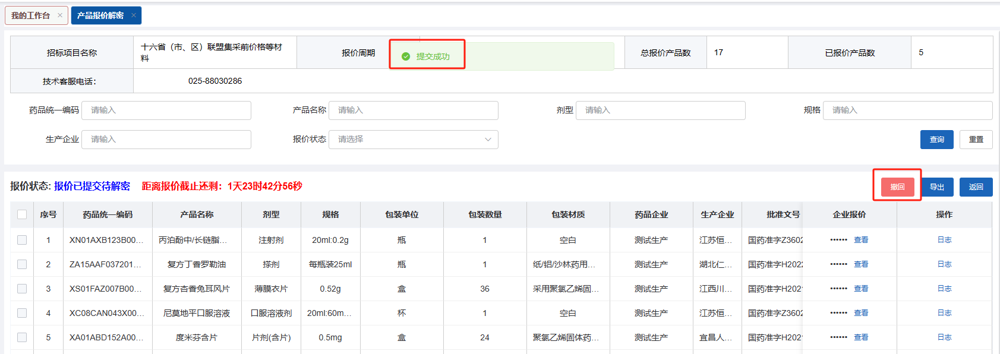 我的工作台 ×
产品报价解密 ×
招标项目名称
十六省（市、区）联盟集采前价格等材料
报价周期
提交成功
总报价产品数
17
已报价产品数
5
技术客服电话：
025-88030286
药品统一编码 请输入
产品名称 请输入
剂型 请输入
规格 请输入
生产企业 请输入
报价状态 请选择
查询
重置
报价状态: 报价已提交待解密 距离报价截止还剩：1天23时42分56秒
撤回
导出
返回
序号 药品统一编码 产品名称 剂型 规格 包装单位 包装数量 包装材质 药品企业 生产企业 批准文号 企业报价 操作
1 XN01AXB123B00... 丙泊酚中/长链脂... 注射剂 20ml:0.2g 瓶 1 空白 测试生产 江苏恒... 国药准字Z3602 •••••• 查看 日志
2 ZA15AAF037201... 复方丁香罗勒油 搽剂 每瓶装25ml 瓶 1 纸/铝/沙林药用... 测试生产 湖北仁... 国药准字H2022 •••••• 查看 日志
3 XS01FAZ007B00... 复方杏香兔耳风片 薄膜衣片 0.52g 盒 36 采用聚氯乙烯固... 测试生产 江西川... 国药准字H2021 •••••• 查看 日志
4 XC08CAN043X00... 尼莫地平口服溶液 口服溶液剂 20ml:60m... 杯 1 空白 测试生产 江苏恒... 国药准字Z3602 •••••• 查看 日志
5 XA01ABD152A00... 度米芬含片 片剂(含片) 0.5mg 盒 24 聚氯乙烯固体药... 测试生产 宜昌人... 国药准字H2021 •••••• 查看 日志